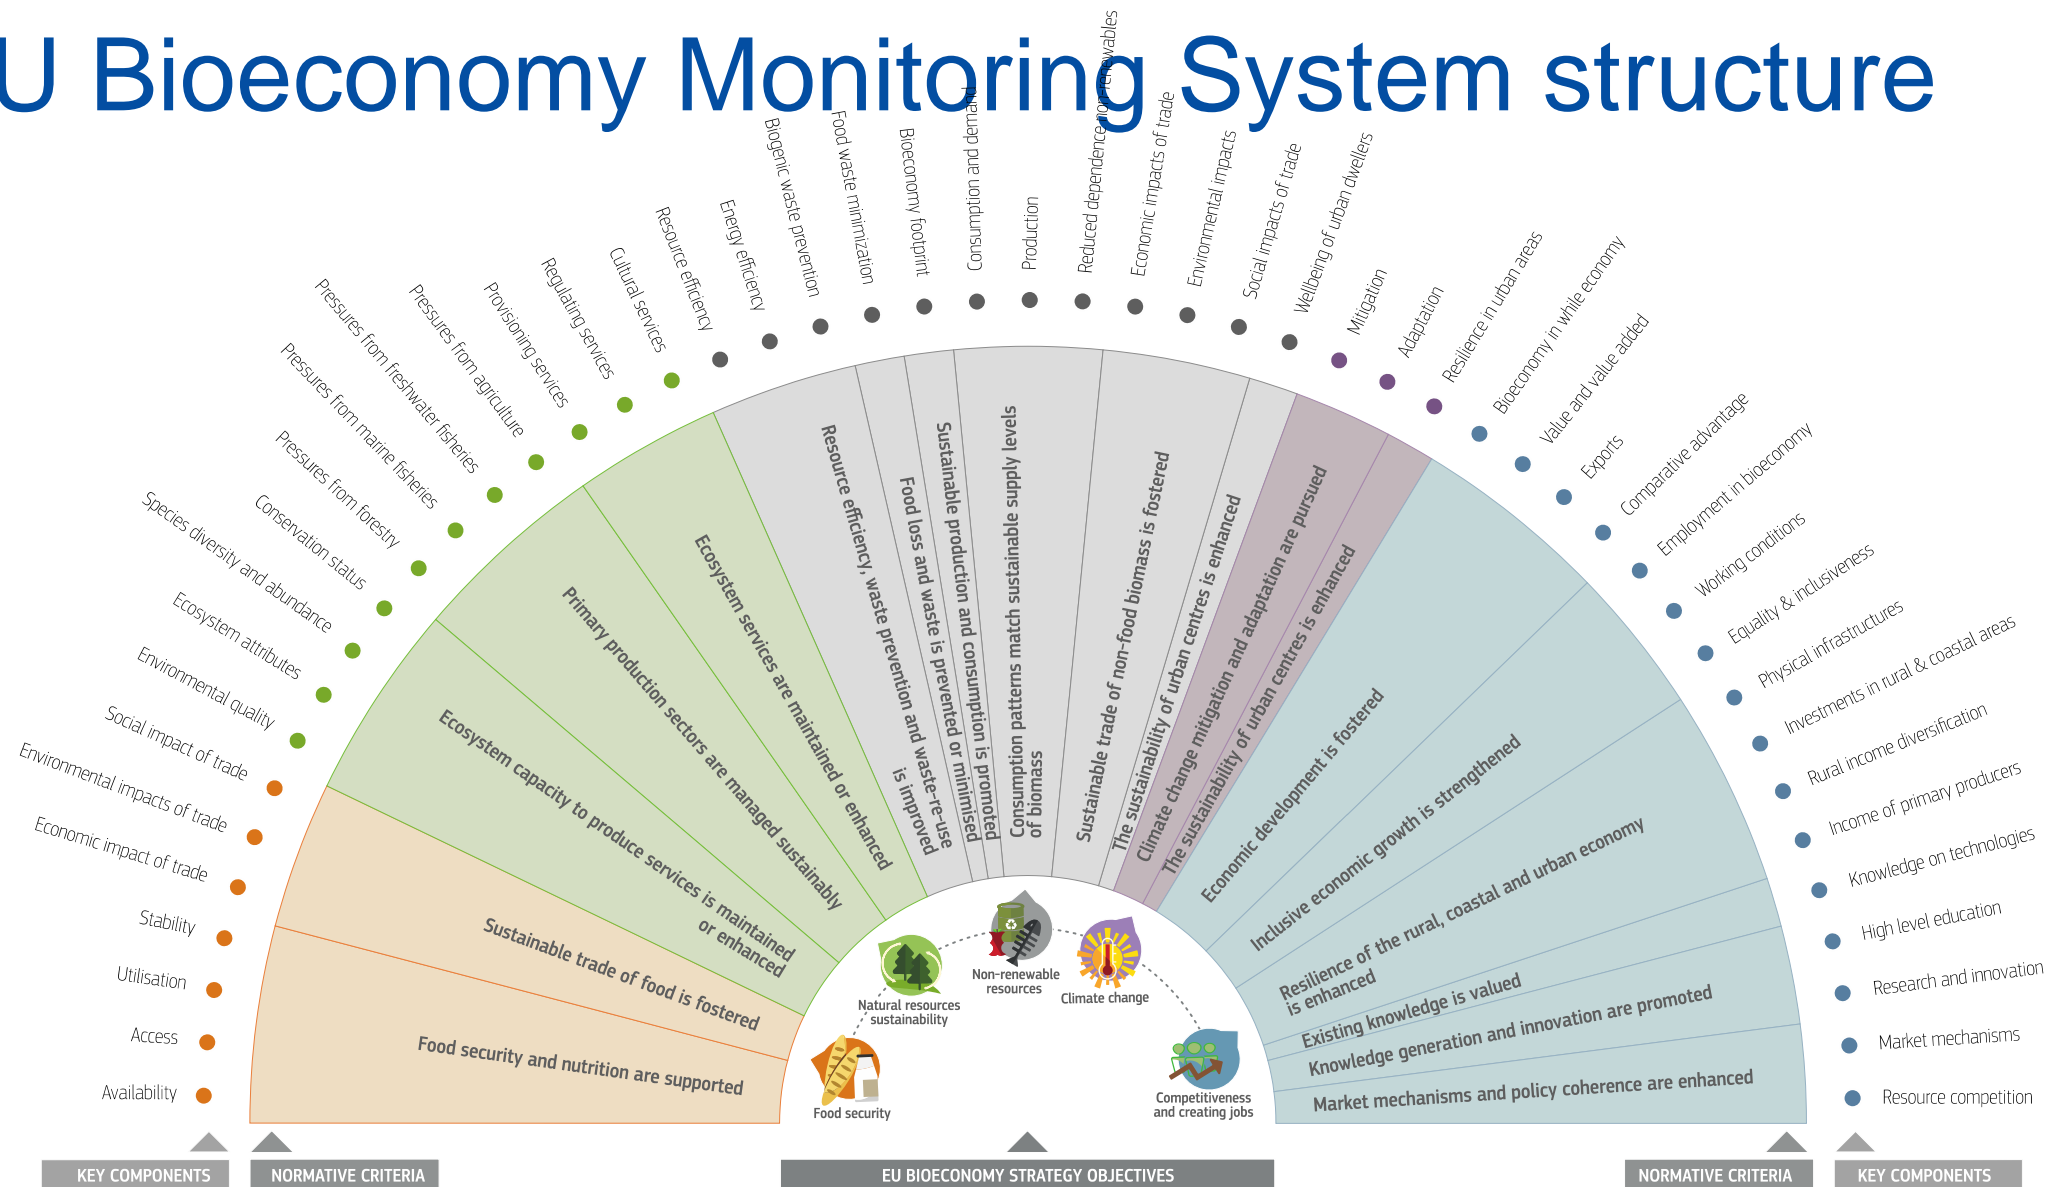 U Bioeconomy Monitoring System structure
Availability
Access
Utilisation
Stability
Economic impact of trade
Environmental impacts of trade
Social impact of trade
Environmental quality
Ecosystem attributes
Species diversity and abundance
Conservation status
Pressures from forestry
Pressures from marine fisheries
Pressures from freshwater fisheries
Pressures from agriculture
Provisioning services
Regulating services
Cultural services
Resource efficiency
Energy efficiency
Biogenic waste prevention
Food waste minimization
Bioeconomy footprint
Consumption and demand
Production
Reduced dependence non-renewables
Economic impacts of trade
Environmental impacts
Social impacts of trade
Wellbeing of urban dwellers
Mitigation
Adaptation
Resilience in urban areas
Bioeconomy in while economy
Value and value added
Exports
Comparative advantage
Employment in bioeconomy
Working conditions
Equality & inclusiveness
Physical infrastructures
Investments in rural & coastal areas
Rural income diversification
Income of primary producers
Knowledge on technologies
High level education
Research and innovation
Market mechanisms
Resource competition
Food security and nutrition are supported
Sustainable trade of food is fostered
Ecosystem capacity to produce services is maintained
or enhanced
Primary production sectors are managed sustainably
Ecosystem services are maintained or enhanced
Resource efficiency, waste prevention and waste-re-use
is improved
Food loss and waste is prevented or minimised
Sustainable production and consumption is promoted
Consumption patterns match sustainable supply levels
of biomass
Sustainable trade of non-food biomass is fostered
The sustainability of urban centres is enhanced
Climate change mitigation and adaptation are pursued
The sustainability of urban centres is enhanced
Economic development is fostered
Inclusive economic growth is strengthened
Resilience of the rural, coastal and urban economy
is enhanced
Existing knowledge is valued
Knowledge generation and innovation are promoted
Market mechanisms and policy coherence are enhanced
Food security
Natural resources
sustainability
Non-renewable
resources
Climate change
Competitiveness
and creating jobs
KEY COMPONENTS
NORMATIVE CRITERIA
EU BIOECONOMY STRATEGY OBJECTIVES
NORMATIVE CRITERIA
KEY COMPONENTS